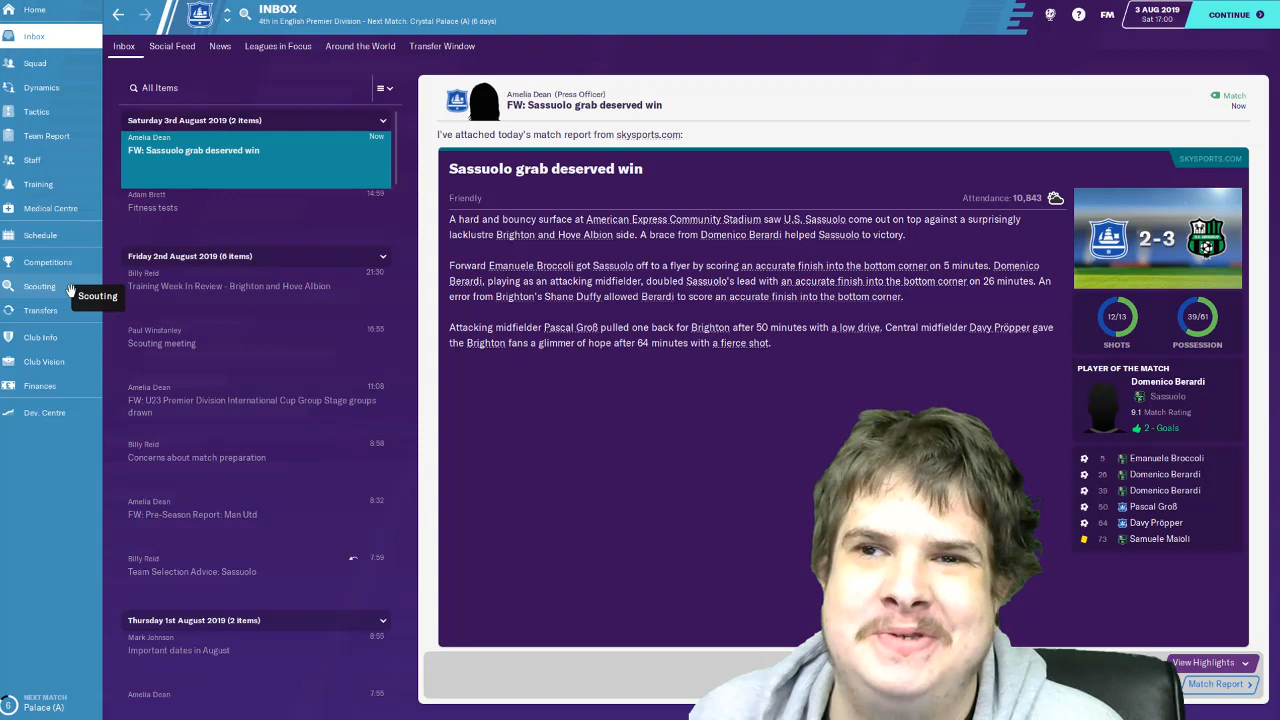 Home
Inbox
Squad
Dynamics
Tactics
Team Report
Staff
Training
Medical Centre
Schedule
Competitions
Scouting
Scouting
Transfers
Club Info
Club Vision
Finances
Dev. Centre
6
NEXT MATCH
Palace (A)
INBOX
4th in English Premier Division - Next Match: Crystal Palace (A) (6 days)
?
FM
3 AUG 2019
Sat 17:00
CONTINUE
Inbox
Social Feed
News
Leagues in Focus
Around the World
Transfer Window
All Items
Saturday 3rd August 2019 (2 Items)
Amelia Dean
Now
FW: Sassuolo grab deserved win
Adam Brett
14:59
Fitness tests
Friday 2nd August 2019 (6 Items)
Billy Reid
21:30
Training Week In Review - Brighton and Hove Albion
Paul Winstanley
16:55
Scouting meeting
Amelia Dean
11:08
FW: U23 Premier Division International Cup Group Stage groups
drawn
Billy Reid
8:58
Concerns about match preparation
Amelia Dean
8:32
FW: Pre-Season Report: Man Utd
Billy Reid
7:59
Team Selection Advice: Sassuolo
Thursday 1st August 2019 (2 Items)
Mark Johnson
8:55
Important dates in August
Amelia Dean
7:55
Amelia Dean (Press Officer)
FW: Sassuolo grab deserved win
Match
Now
I've attached today's match report from skysports.com:
SKYSPORTS.COM
Sassuolo grab deserved win
Friendly
Attendance: 10,843
A hard and bouncy surface at American Express Community Stadium saw U.S. Sassuolo come out on top against a surprisingly
lacklustre Brighton and Hove Albion side. A brace from Domenico Berardi helped Sassuolo to victory.
Forward Emanuele Broccoli got Sassuolo off to a flyer by scoring an accurate finish into the bottom corner on 5 minutes. Domenico
Berardi, playing as an attacking midfielder, doubled Sassuolo's lead with an accurate finish into the bottom corner on 26 minutes. An
error from Brighton's Shane Duffy allowed Berardi to score an accurate finish into the bottom corner.
Attacking midfielder Pascal Groß pulled one back for Brighton after 50 minutes with a low drive. Central midfielder Davy Pröpper gave
the Brighton fans a glimmer of hope after 64 minutes with a fierce shot.
2-3
12/13
SHOTS
39/61
POSSESSION
PLAYER OF THE MATCH
Domenico Berardi
Sassuolo
9.1 Match Rating
2 - Goals
5 Emanuele Broccoli
26 Domenico Berardi
39 Domenico Berardi
50 Pascal Groß
64 Davy Pröpper
73 Samuele Maioli
View Highlights
Match Report